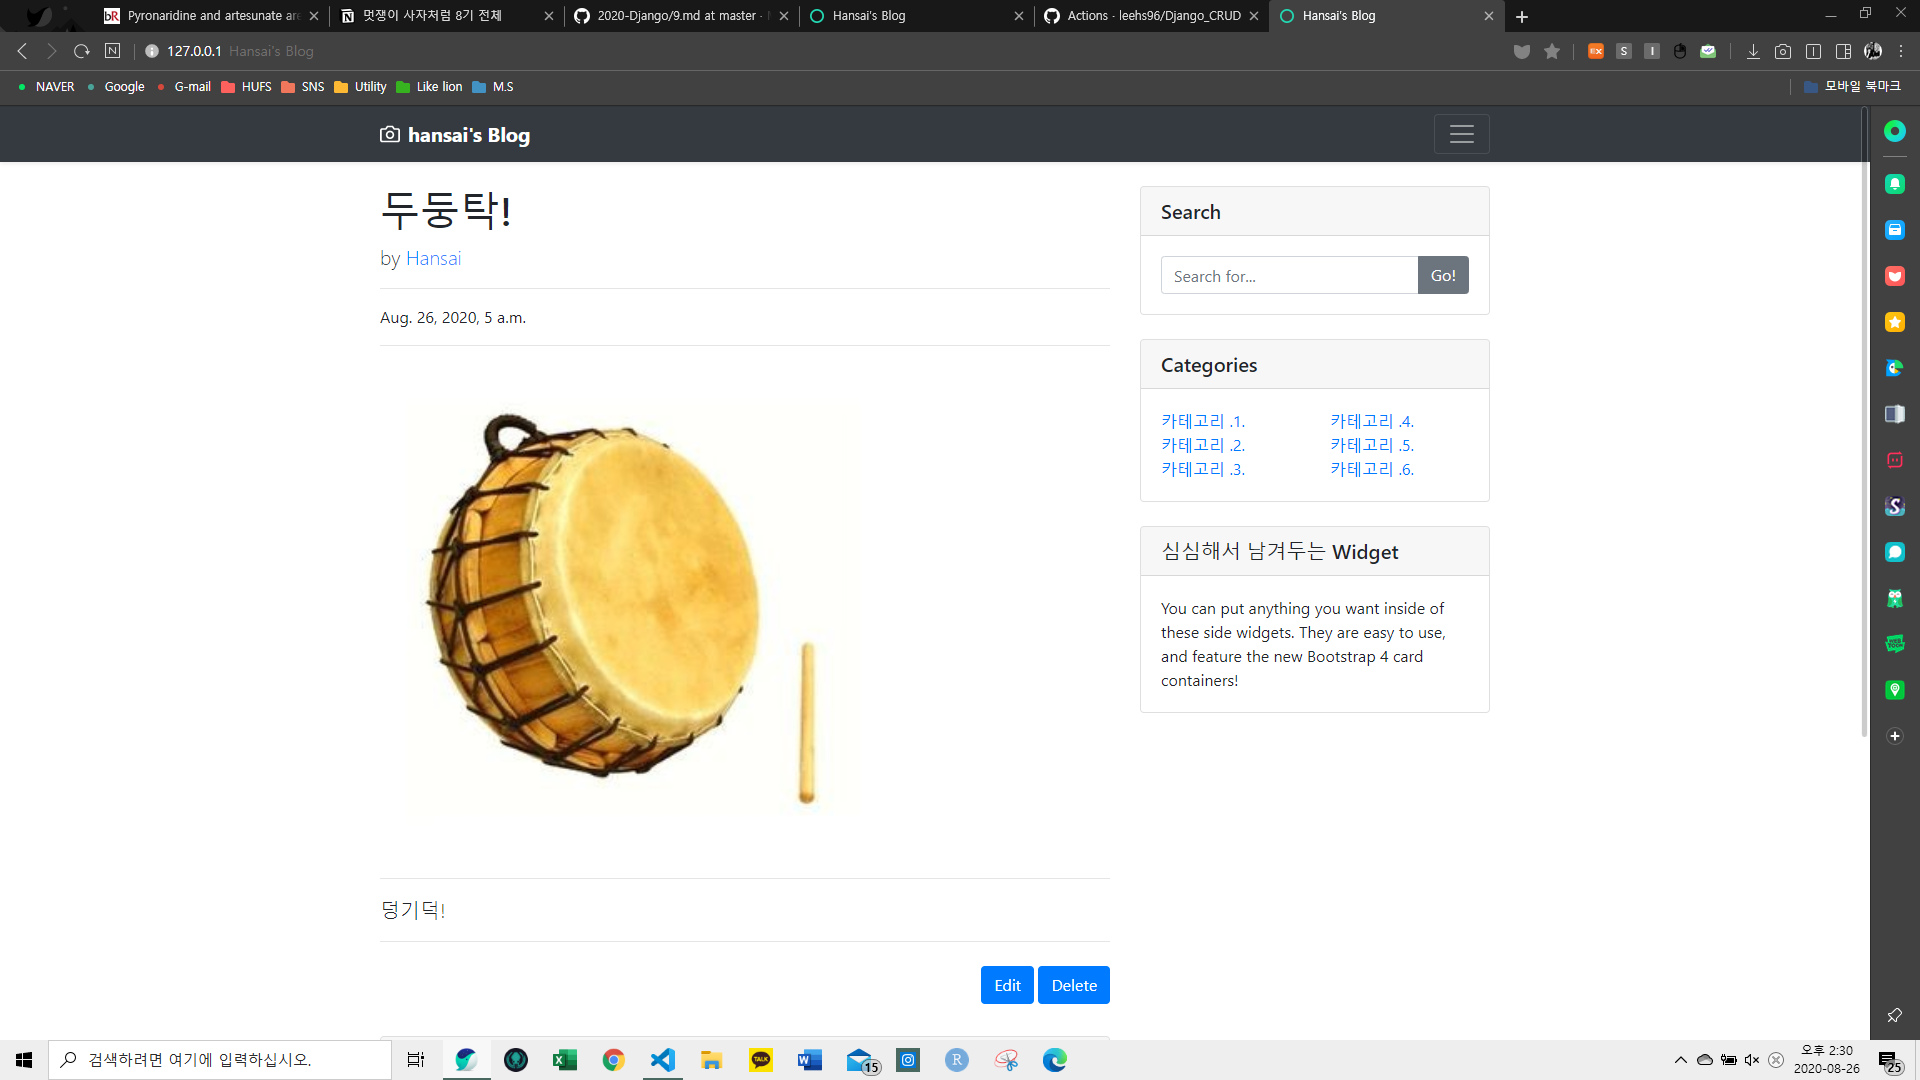 Pyronaridine and artesunate are
멋쟁이 사자처럼 8기 전체
2020-Django/9.md at master ·
Hansai's Blog
Actions · leehs96/Django_CRUD
Hansai's Blog
127.0.0.1 Hansai's Blog
NAVER Google G-mail HUFS SNS Utility Like lion M.S 모바일 북마크
hansai's Blog
두둥탁!
by Hansai
Aug. 26, 2020, 5 a.m.
덩기덕!
Edit Delete
Search
Search for... Go!
Categories
카테고리 .1. 카테고리 .4.
카테고리 .2. 카테고리 .5.
카테고리 .3. 카테고리 .6.
심심해서 남겨두는 Widget
You can put anything you want inside of
these side widgets. They are easy to use,
and feature the new Bootstrap 4 card
containers!
검색하려면 여기에 입력하십시오.
TALK
15
오후 2:30
2020-08-26
25